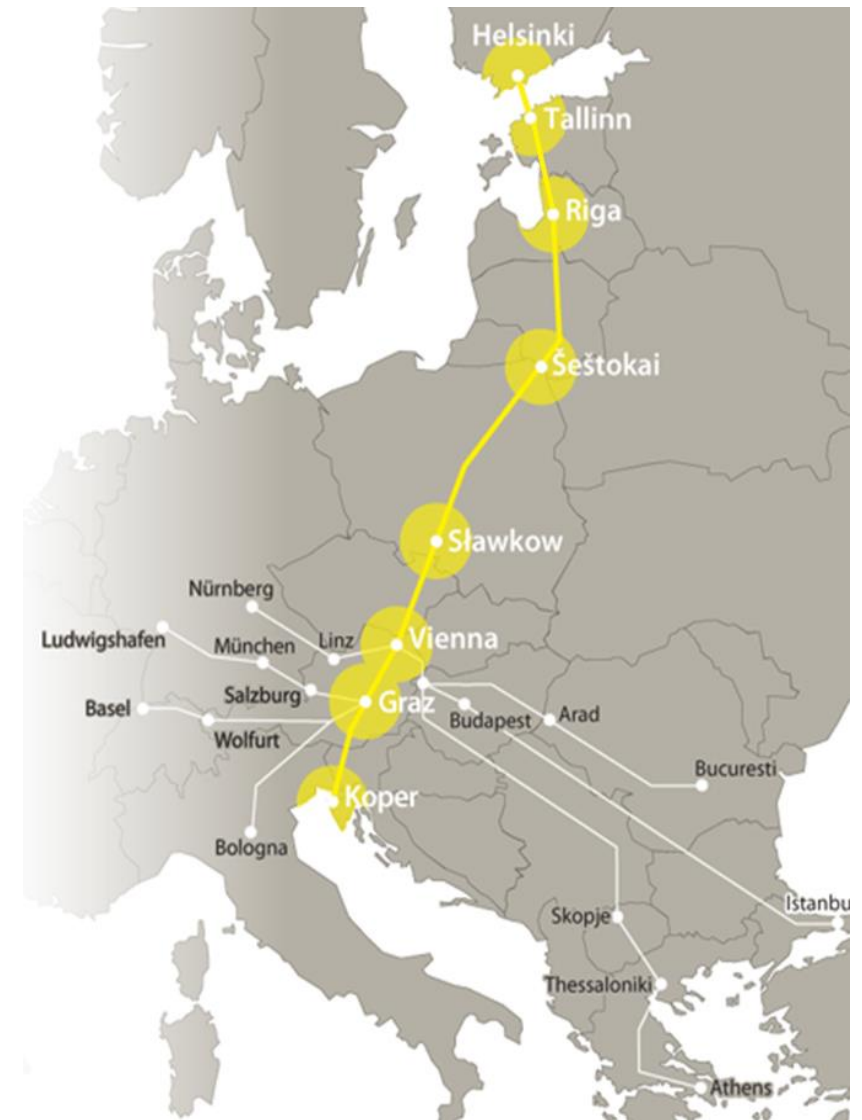 Helsinki
Tallinn
Riga
Šeštokai
Sławkow
Nürnberg
Ludwigshafen
München
Linz
Vienna
Salzburg
Graz
Basel
Wolfurt
Budapest
Arad
Bucuresti
Koper
Bologna
Istanbu
Skopje
Thessaloniki
Athens